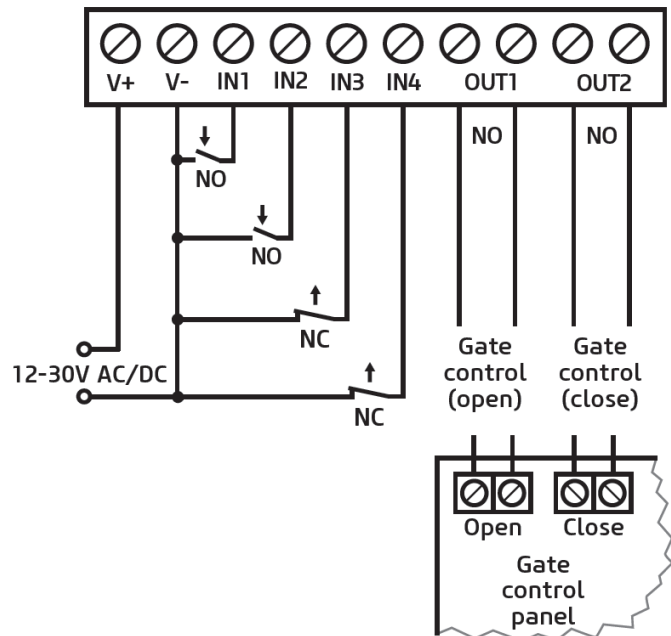 V+ V- IN1 IN2 IN3 IN4 OUT1 OUT2
NO NO
NO
NO
NC
12-30V AC/DC
NC
Gate
control
(open)
Gate
control
(close)
Open Close
Gate
control
panel